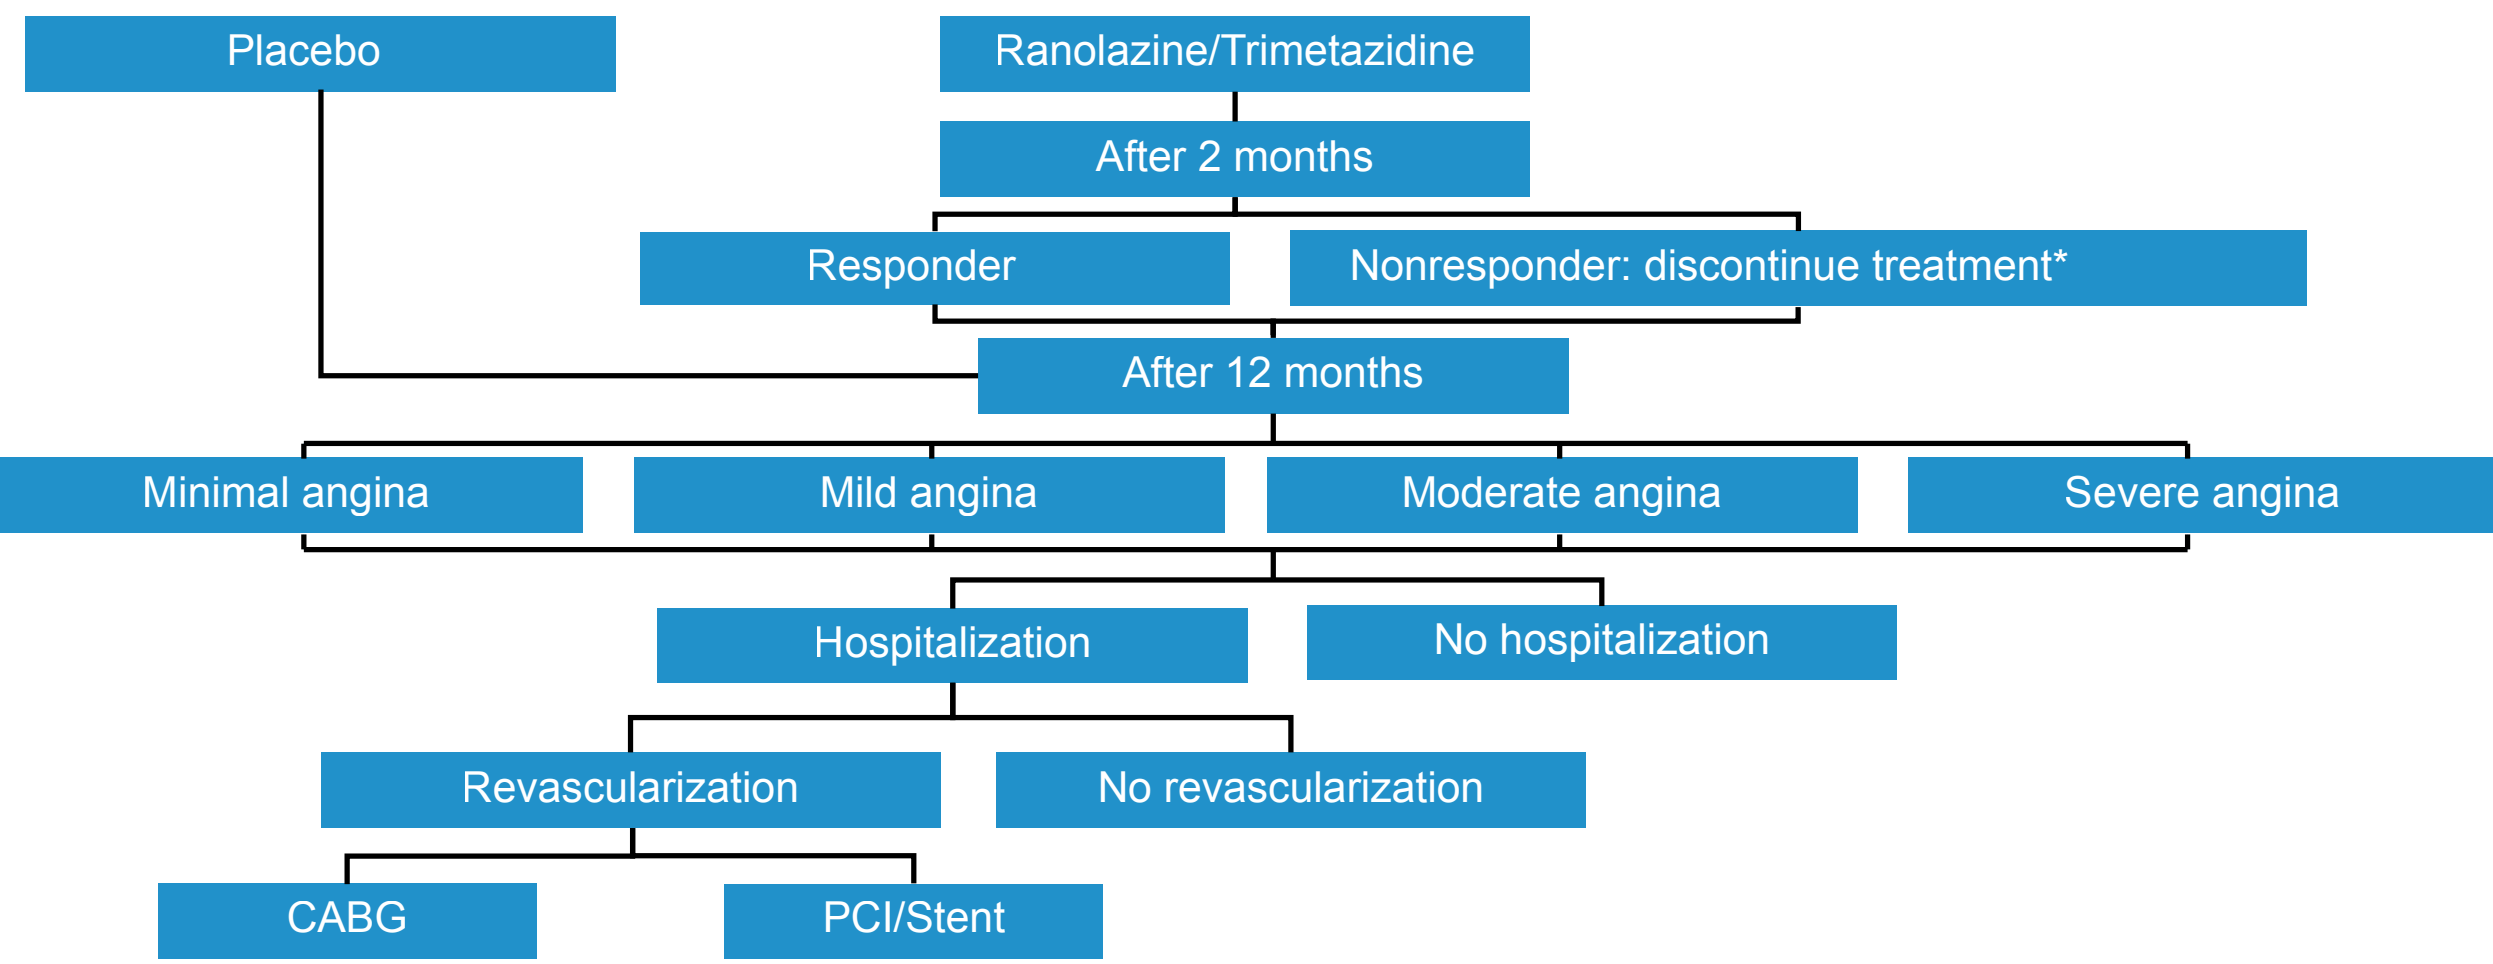 Placebo
Ranolazine/Trimetazidine
After 2 months
Responder
Nonresponder: discontinue treatment*
After 12 months
Minimal angina
Mild angina
Moderate angina
Severe angina
Hospitalization
No hospitalization
Revascularization
No revascularization
CABG
PCI/Stent